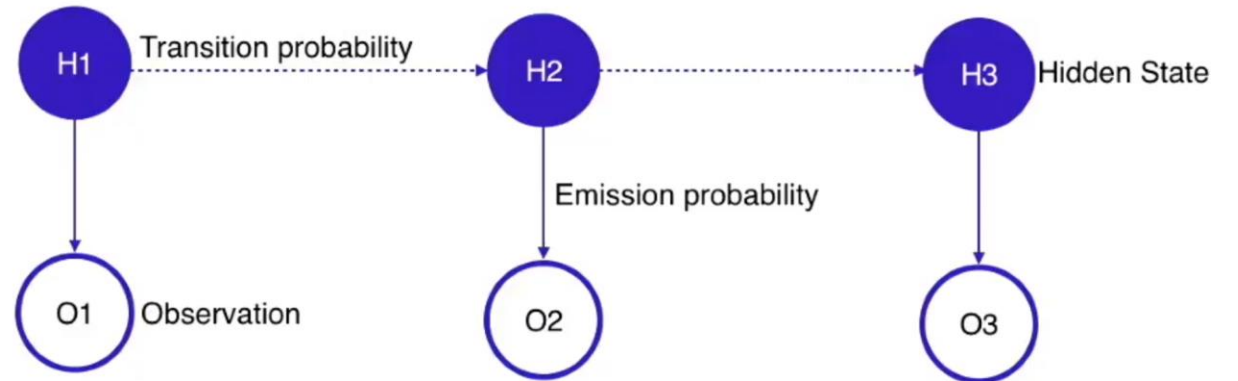 H1
Transition probability
H2
H3
Hidden State
Emission probability
O1
Observation
O2
O3